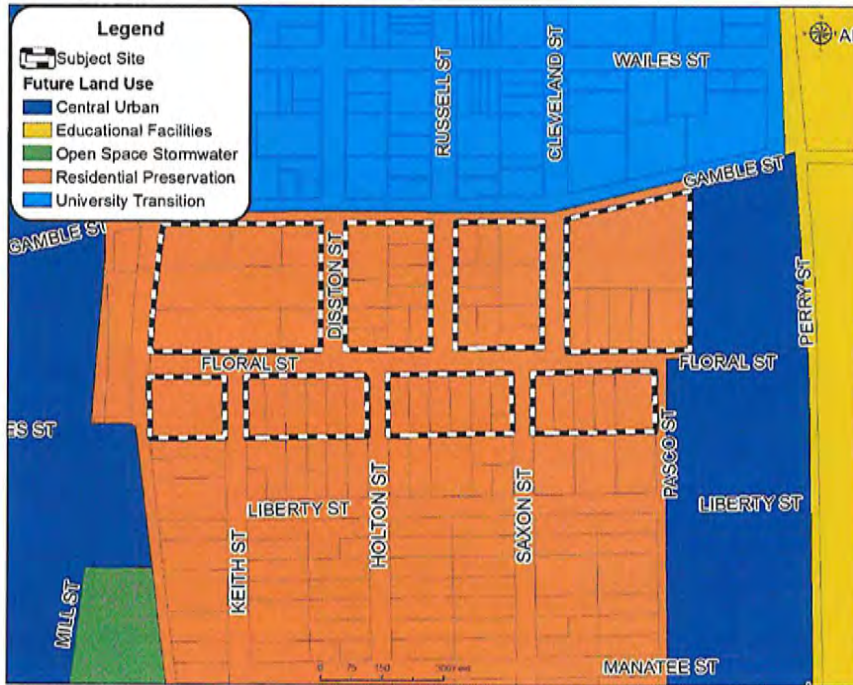 Legend
Subject Site
Future Land Use
Central Urban
Educational Facilities
Open Space Stormwater
Residential Preservation
University Transition
WAILES ST
RUSSELL ST
CLEVELAND ST
GAMBLE ST
GAMBLE ST
DISSTON ST
PERRY ST
FLORAL ST
FLORAL ST
ES ST
PASCO ST
LIBERTY ST
LIBERTY ST
HOLTON ST
SAXON ST
KEITH ST
MILL ST
0 75 150
MANATEE ST